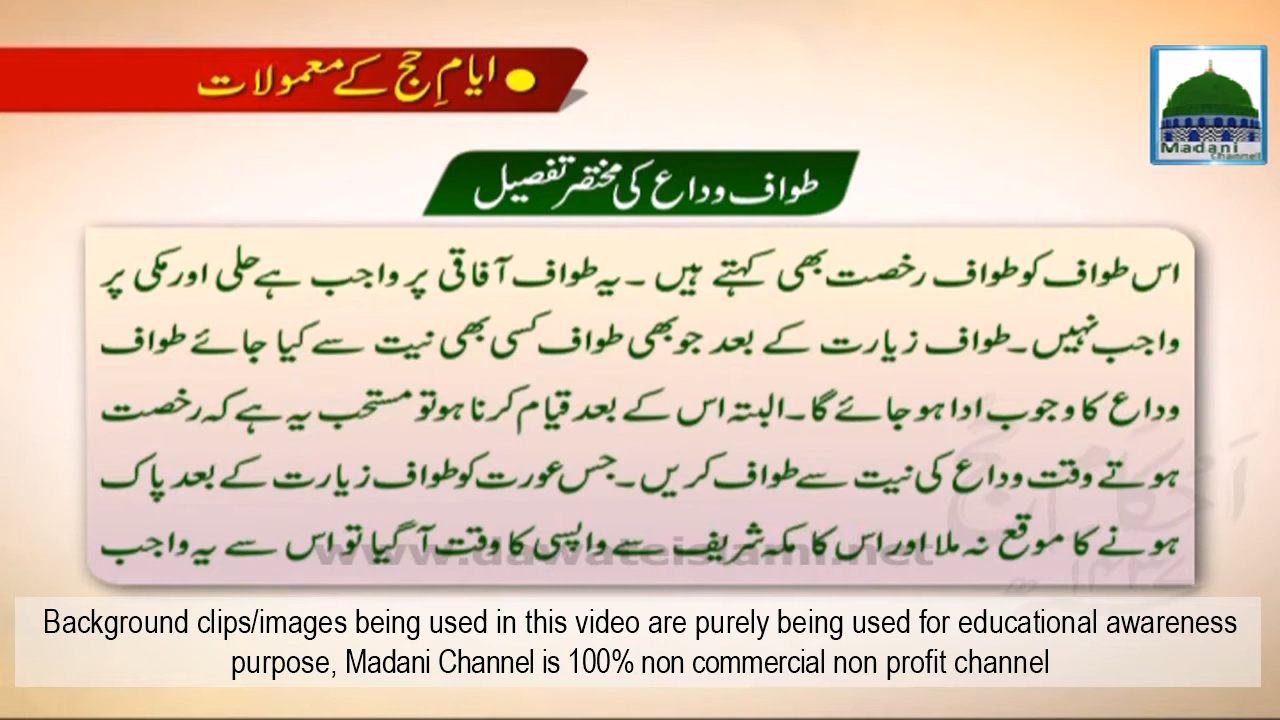 ایامِ حج کے معمولات
Madani
Channel
طواف وداع کی مختصر تفصیل
اس طواف کو طواف رخصت بھی کہتے ہیں ۔ یہ طواف آفاقی پر واجب ہے حلی اور مکی پر
واجب نہیں ۔ طواف زیارت کے بعد جو بھی طواف کسی بھی نیت سے کیا جائے طواف
وداع کا وجوب ادا ہو جائے گا ۔ البتہ اس کے بعد قیام کرنا ہو تو مستحب یہ ہے کہ رخصت
ہوتے وقت وداع کی نیت سے طواف کریں ۔ جس عورت کو طواف زیارت کے بعد پاک
ہونے کا موقع نہ ملا اور اس کا مکہ شریف سے واپسی کا وقت آ گیا تو اس سے یہ واجب
www.dawateislami.net
Background clips/images being used in this video are purely being used for educational awareness
purpose, Madani Channel is 100% non commercial non profit channel